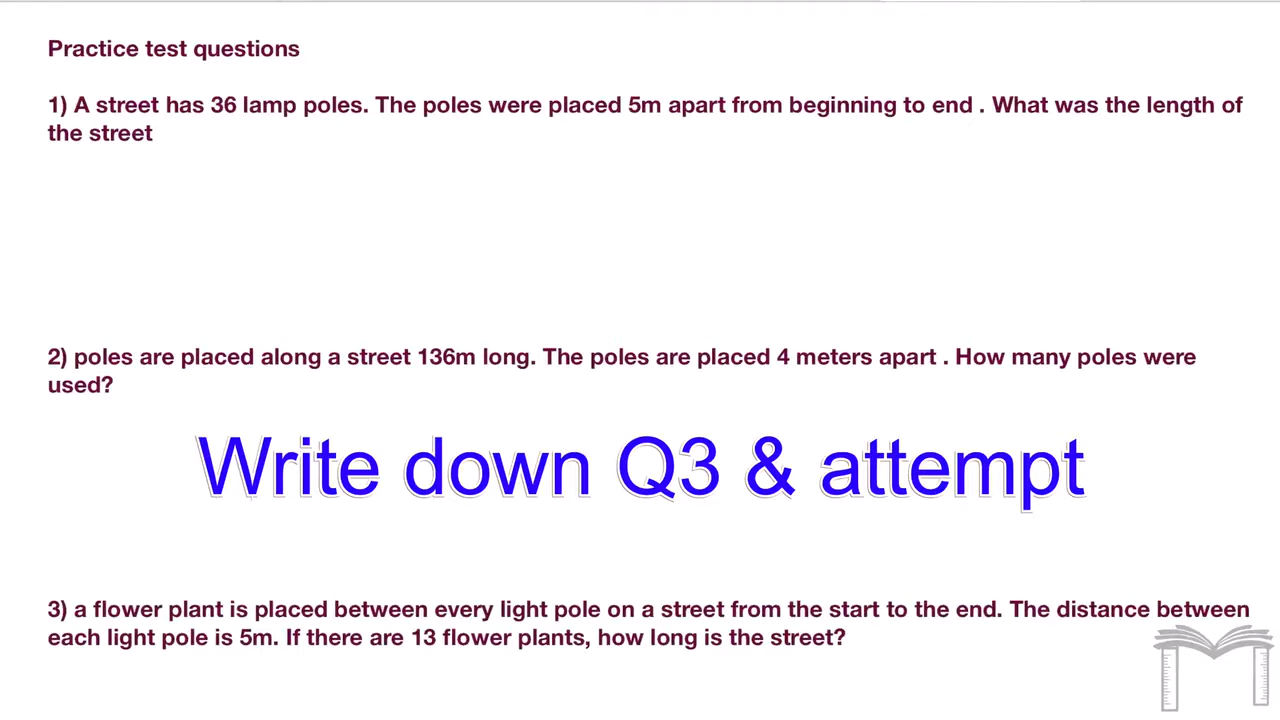 Practice test questions
1) A street has 36 lamp poles. The poles were placed 5m apart from beginning to end . What was the length of
the street
2) poles are placed along a street 136m long. The poles are placed 4 meters apart . How many poles were
used?
Write down Q3 & attempt
3) a flower plant is placed between every light pole on a street from the start to the end. The distance between
each light pole is 5m. If there are 13 flower plants, how long is the street?